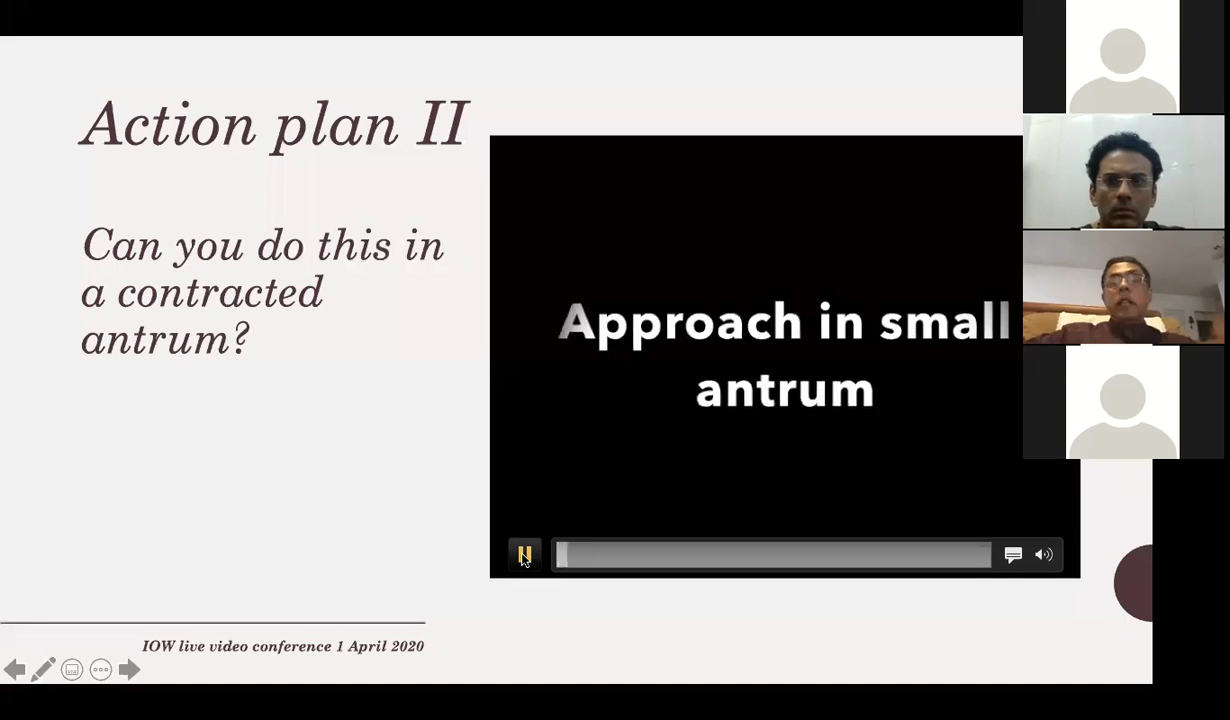 Action plan II
Can you do this in
a contracted
antrum?
Approach in small
antrum
IOW live video conference 1 April 2020